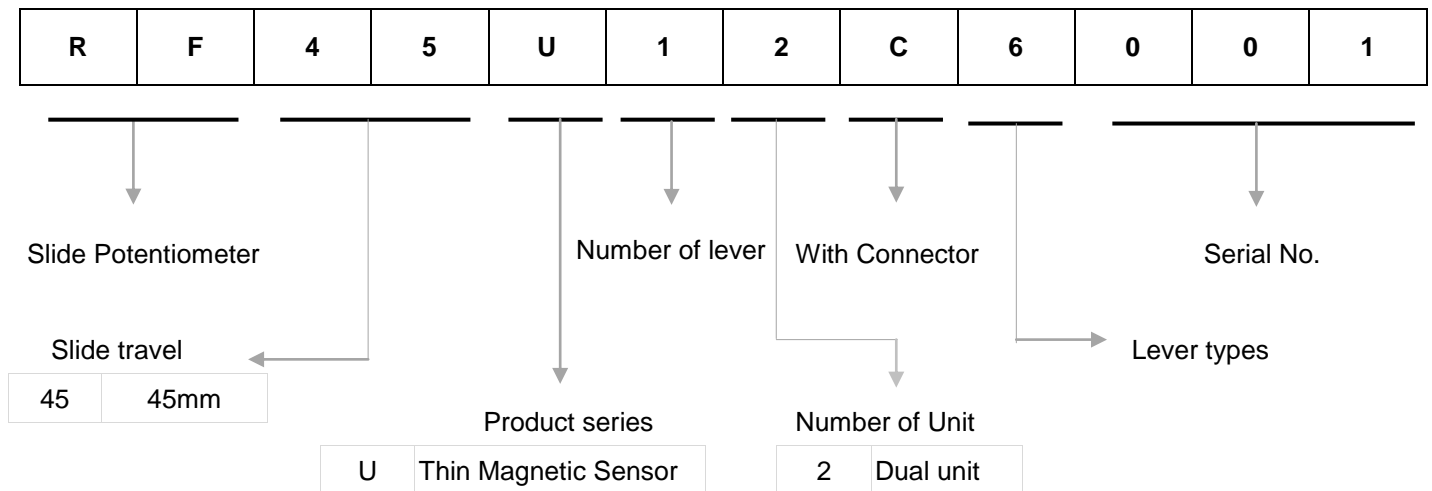 R F 4 5 U 1 2 C 6 0 0 1
Slide Potentiometer
Number of lever
With Connector
Serial No.
Slide travel
45 45mm
Lever types
Product series
U Thin Magnetic Sensor
Number of Unit
2 Dual unit